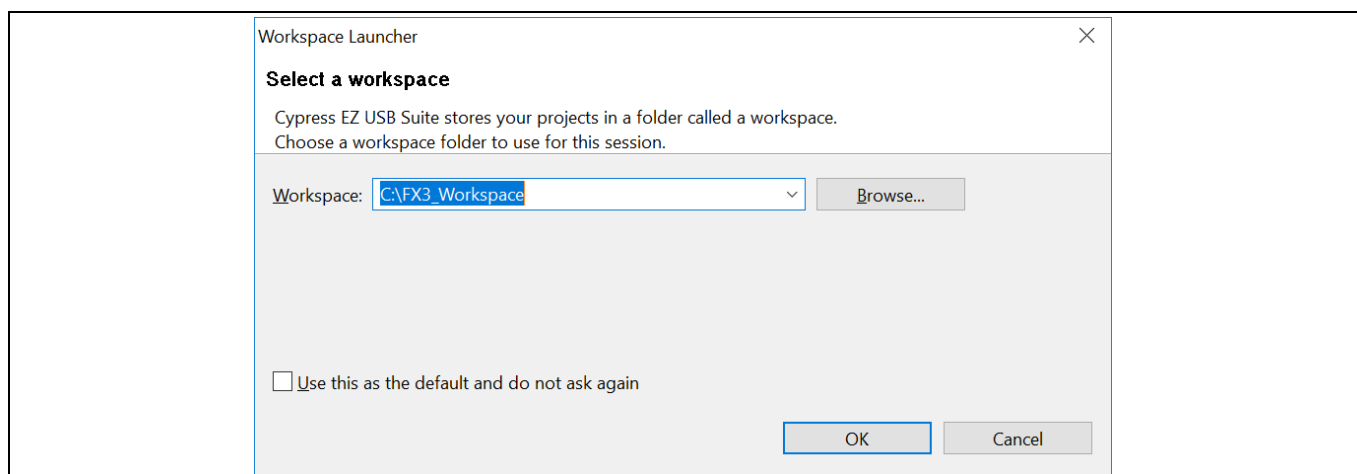 Workspace Launcher
Select a workspace
Cypress EZ USB Suite stores your projects in a folder called a workspace.
Choose a workspace folder to use for this session.
Workspace: C:\FX3_Workspace Browse...
Use this as the default and do not ask again
OK Cancel